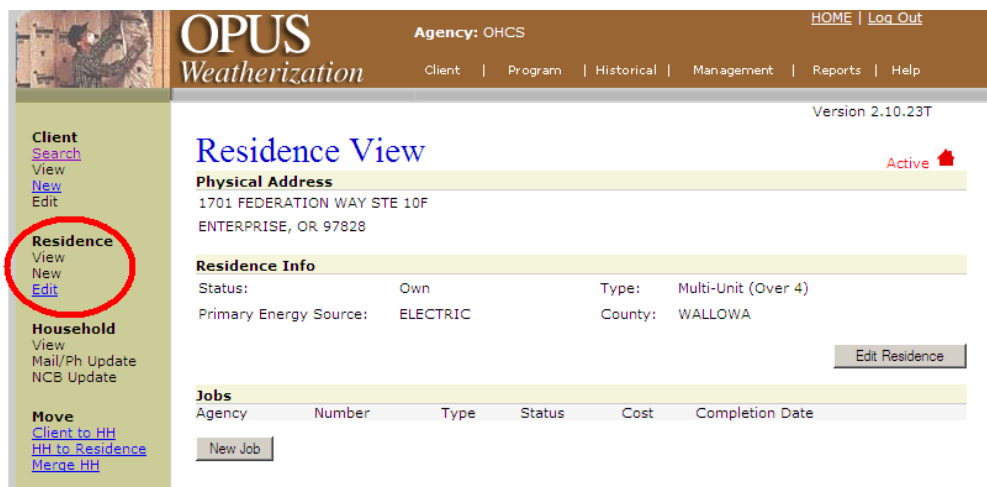 OPUS
Weatherization
Agency: OHCS
HOME | Log Out
Client | Program | Historical | Management | Reports | Help
Version 2.10.23T
Client
Search
View
New
Edit
Residence
View
New
Edit
Household
View
Mail/Ph Update
NCB Update
Move
Client to HH
HH to Residence
Merge HH
Residence View
Active
Physical Address
1701 FEDERATION WAY STE 10F
ENTERPRISE, OR 97828
Residence Info
Status: Own Type: Multi-Unit (Over 4)
Primary Energy Source: ELECTRIC County: WALLOWA
Edit Residence
Jobs
Agency Number Type Status Cost Completion Date
New Job